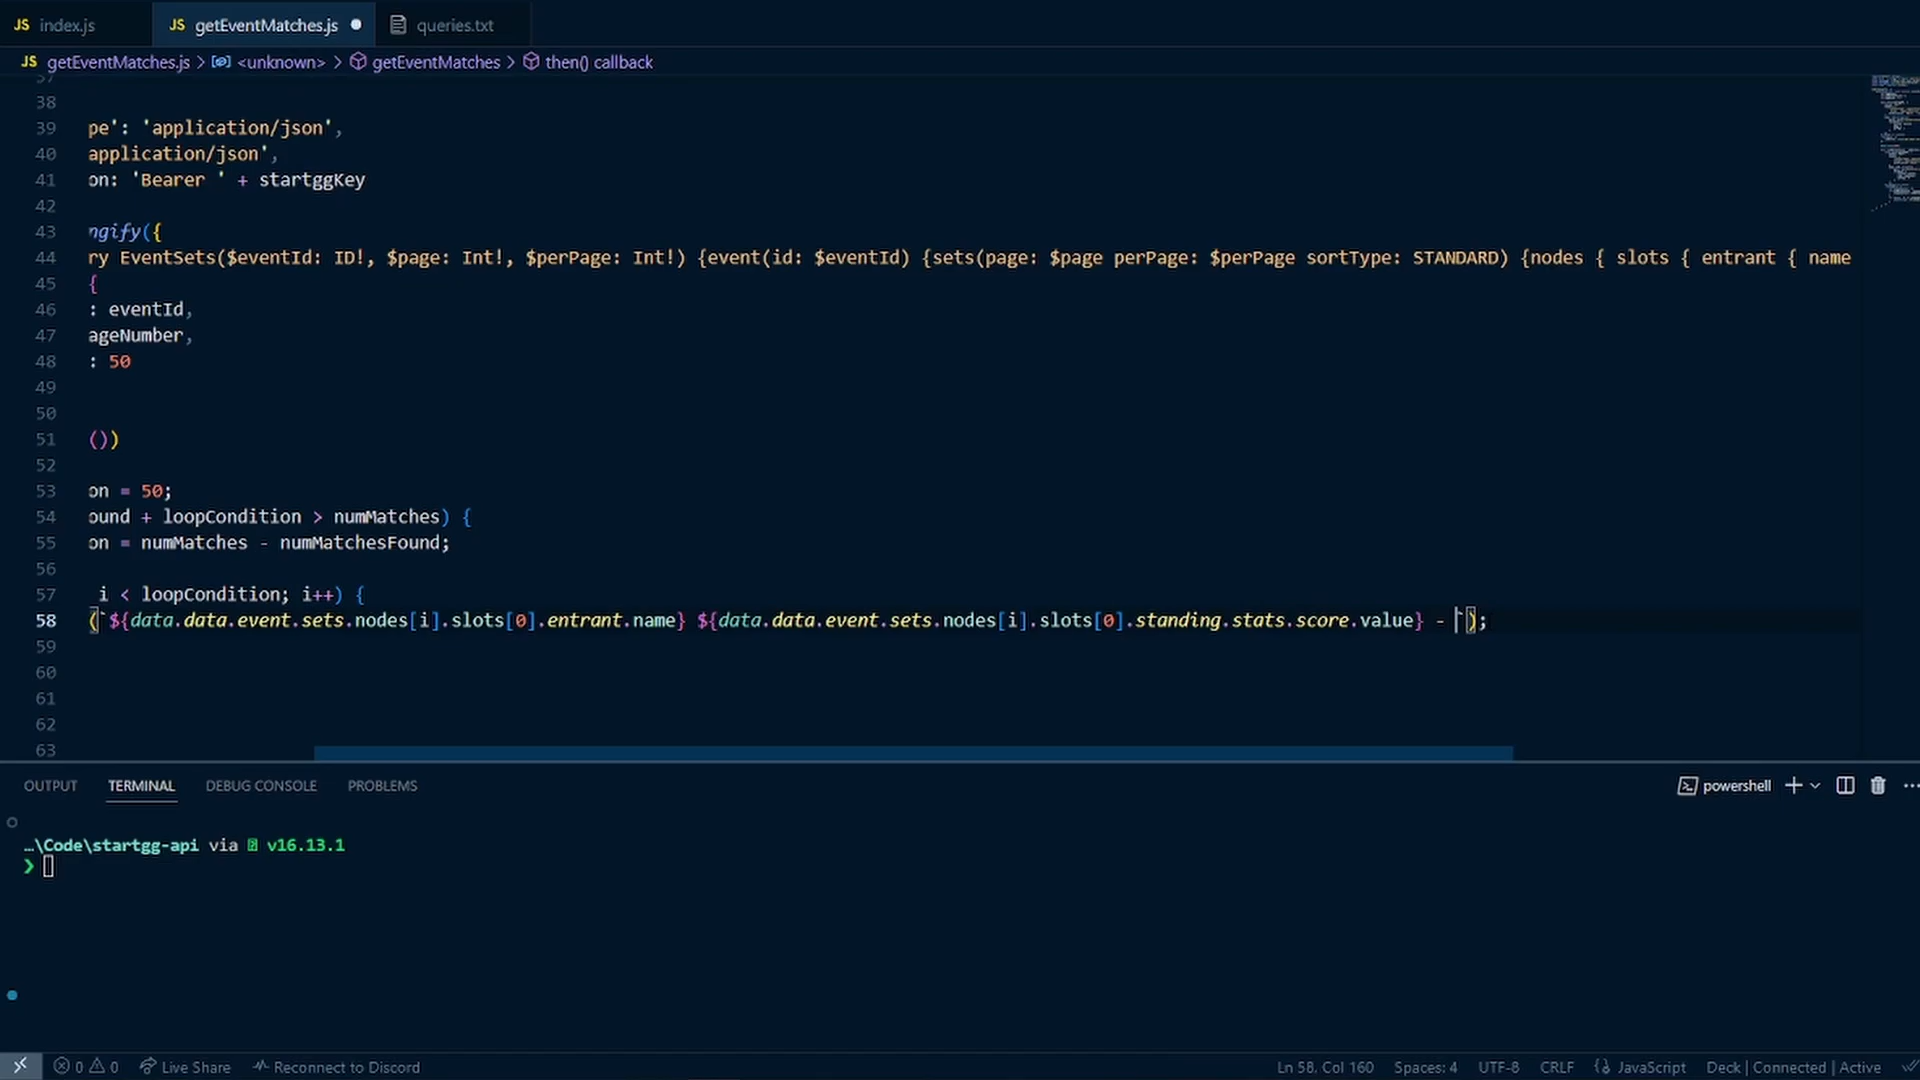 JS index.js
JS getEventMatches.js
queries.txt
JS getEventMatches.js > <unknown> > getEventMatches > then() callback
37
38
39 pe': 'application/json',
40 application/json',
41 on: 'Bearer ' + startggKey
42
43 ngify({
44 ry EventSets($eventId: ID!, $page: Int!, $perPage: Int!) {event(id: $eventId) {sets(page: $page perPage: $perPage sortType: STANDARD) {nodes { slots { entrant { name
45 {
46 : eventId,
47 ageNumber,
48 : 50
49
50
51 ())
52
53 on = 50;
54 ound + loopCondition > numMatches) {
55 on = numMatches - numMatchesFound;
56
57 i < loopCondition; i++) {
58 (`${data.data.event.sets.nodes[i].slots[0].entrant.name} ${data.data.event.sets.nodes[i].slots[0].standing.stats.score.value} - `);
59
60
61
62
63
OUTPUT TERMINAL DEBUG CONSOLE PROBLEMS
powershell
…\Code\startgg-api via v16.13.1
❯
0 0 Live Share Reconnect to Discord
Ln 58, Col 160 Spaces: 4 UTF-8 CRLF JavaScript Deck | Connected | Active